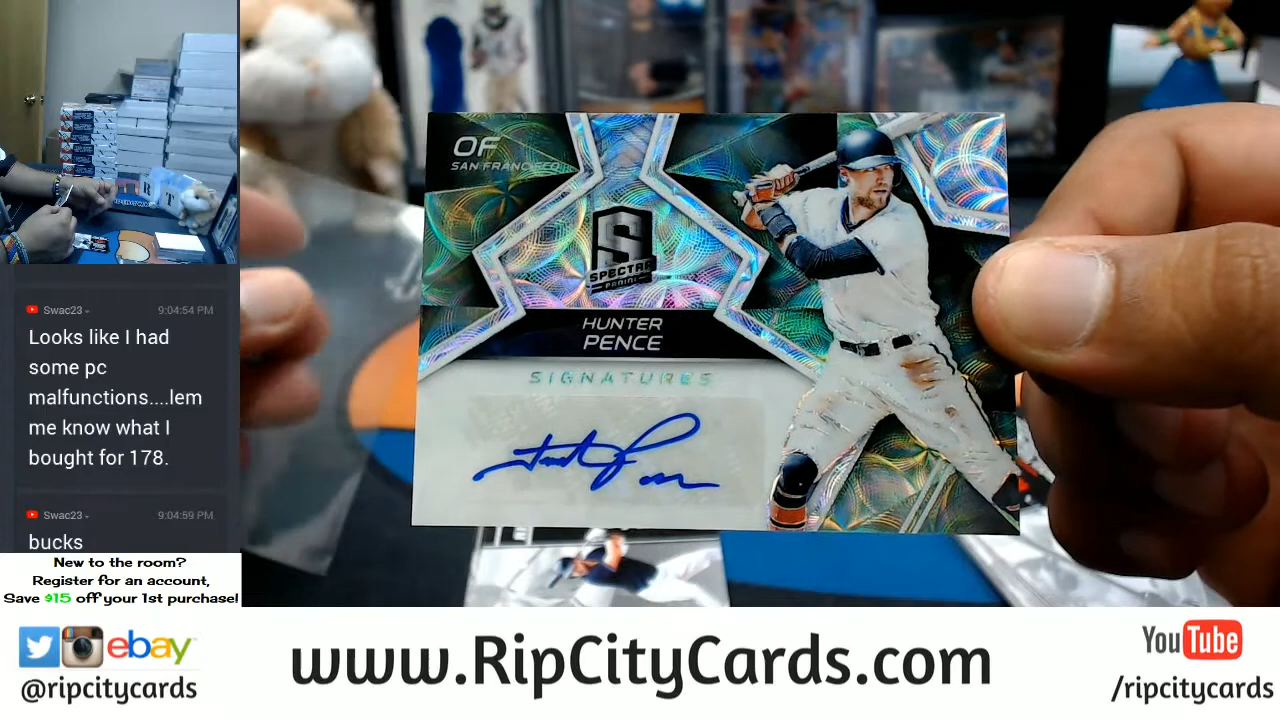 Swac23
9:04:54 PM
Looks like I had
some pc
malfunctions....lem
me know what I
bought for 178.
Swac23
9:04:59 PM
bucks
New to the room?
Register for an account,
Save $15 off your 1st purchase!
OF
SAN FRANCISCO
S
SPECTRA
PANINI
HUNTER
PENCE
SIGNATURES
ebay
@ripcitycards
www.RipCityCards.com
YouTube
/ripcitycards